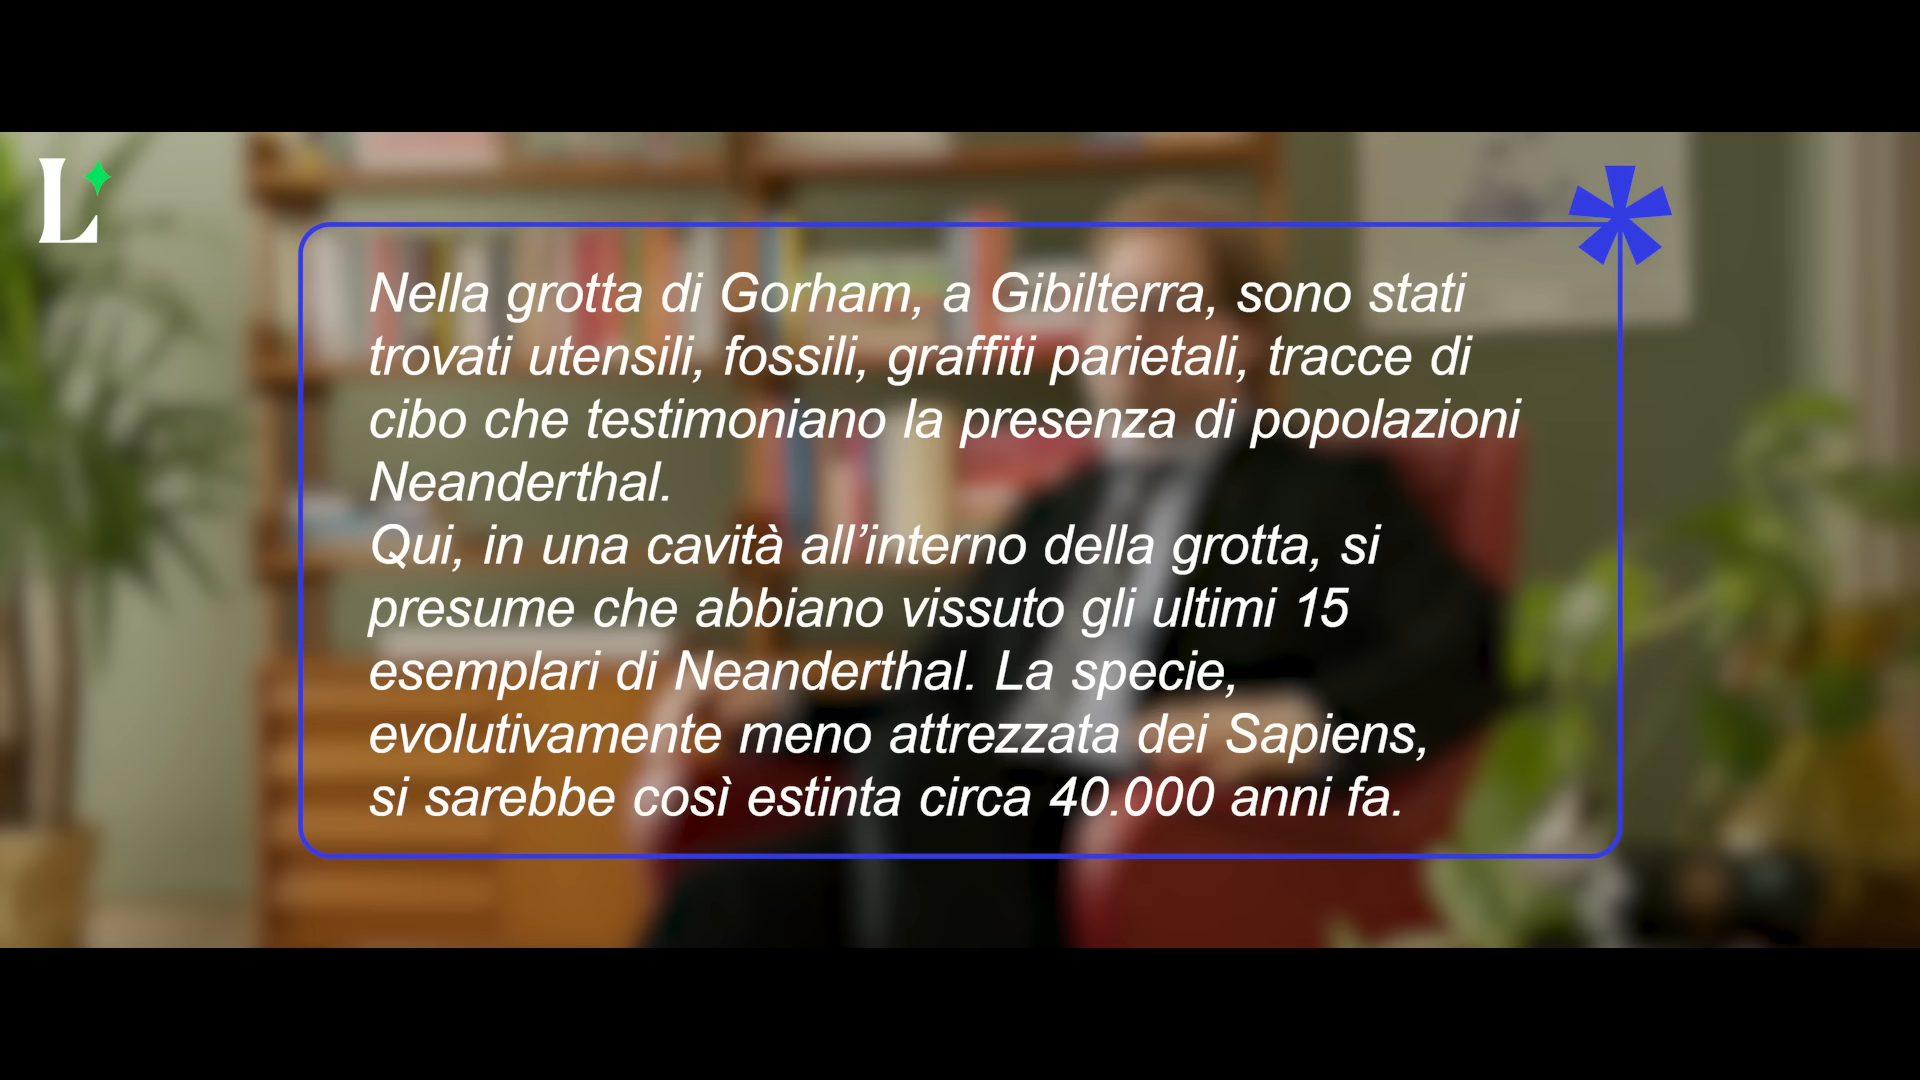 L
Nella grotta di Gorham, a Gibilterra, sono stati
trovati utensili, fossili, graffiti parietali, tracce di
cibo che testimoniano la presenza di popolazioni
Neanderthal.
Qui, in una cavità all’interno della grotta, si
presume che abbiano vissuto gli ultimi 15
esemplari di Neanderthal. La specie,
evolutivamente meno attrezzata dei Sapiens,
si sarebbe così estinta circa 40.000 anni fa.